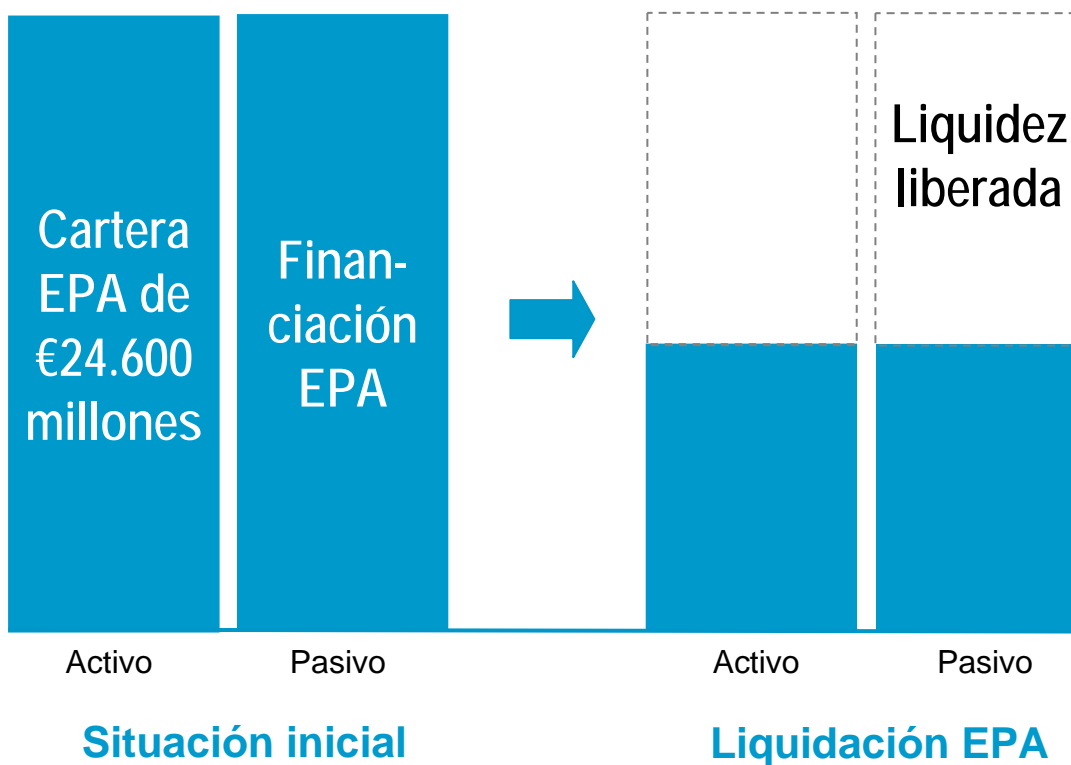 Cartera
EPA de
€24.600
millones
Finan-
ciación
EPA
Liquidez
liberada
Activo
Pasivo
Activo
Pasivo
Situación inicial
Liquidación EPA